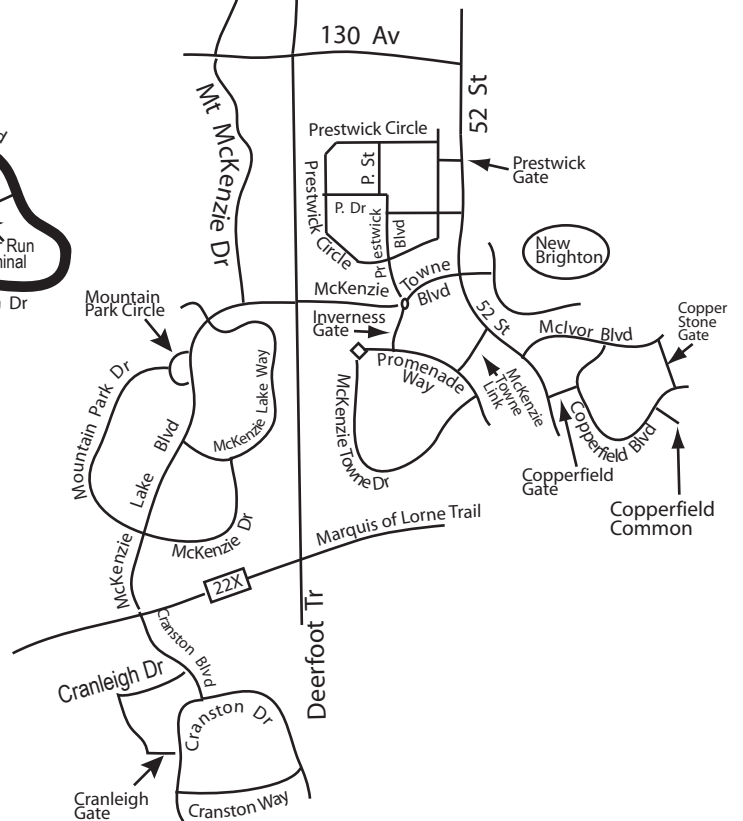 130 Av
52 St
Mt McKenzie Dr
Prestwick Circle
P. St
Prestwick
Gate
Prestwick Circle
P. Dr
Prestwick
Blvd
Run
Dr
New
Brighton
McKenzie
Towne
Blvd
Mountain
Park Circle
Inverness
Gate
52 St
McIvor Blvd
Copper
Stone
Gate
Promenade
Way
McKenzie
Towne
Link
Mountain Park Dr
McKenzie Lake Way
McKenzie Towne Dr
Copperfield Blvd
McKenzie Lake Blvd
Copperfield
Gate
Copperfield
Common
McKenzie Dr
Marquis of Lorne Trail
22X
Deerfoot Tr
Cranston Blvd
Cranleigh Dr
Cranston Dr
Cranleigh
Gate
Cranston Way